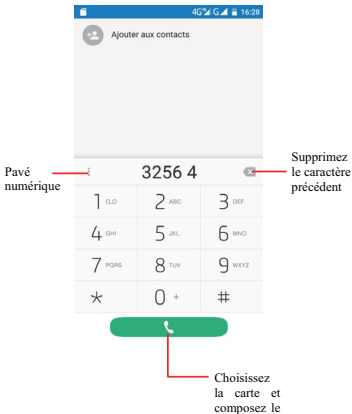 4G G 16:28
Ajouter aux contacts
3256 4
Pavé
numérique
Supprimez
le caractère
précédent
1 Q,O 2 ABC 3 DEF
4 GHI 5 JKL 6 MNO
7 PQRS 8 TUV 9 WXYZ
* 0 + #
Choisissez
la carte et
composez le